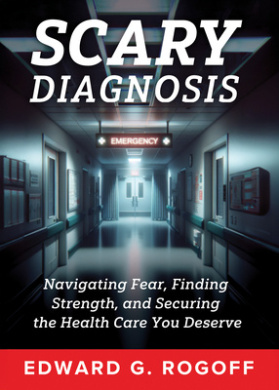 SCARY
DIAGNOSIS
EMERGENCY
Navigating Fear, Finding
Strength, and Securing
the Health Care You Deserve
EDWARD G. ROGOFF